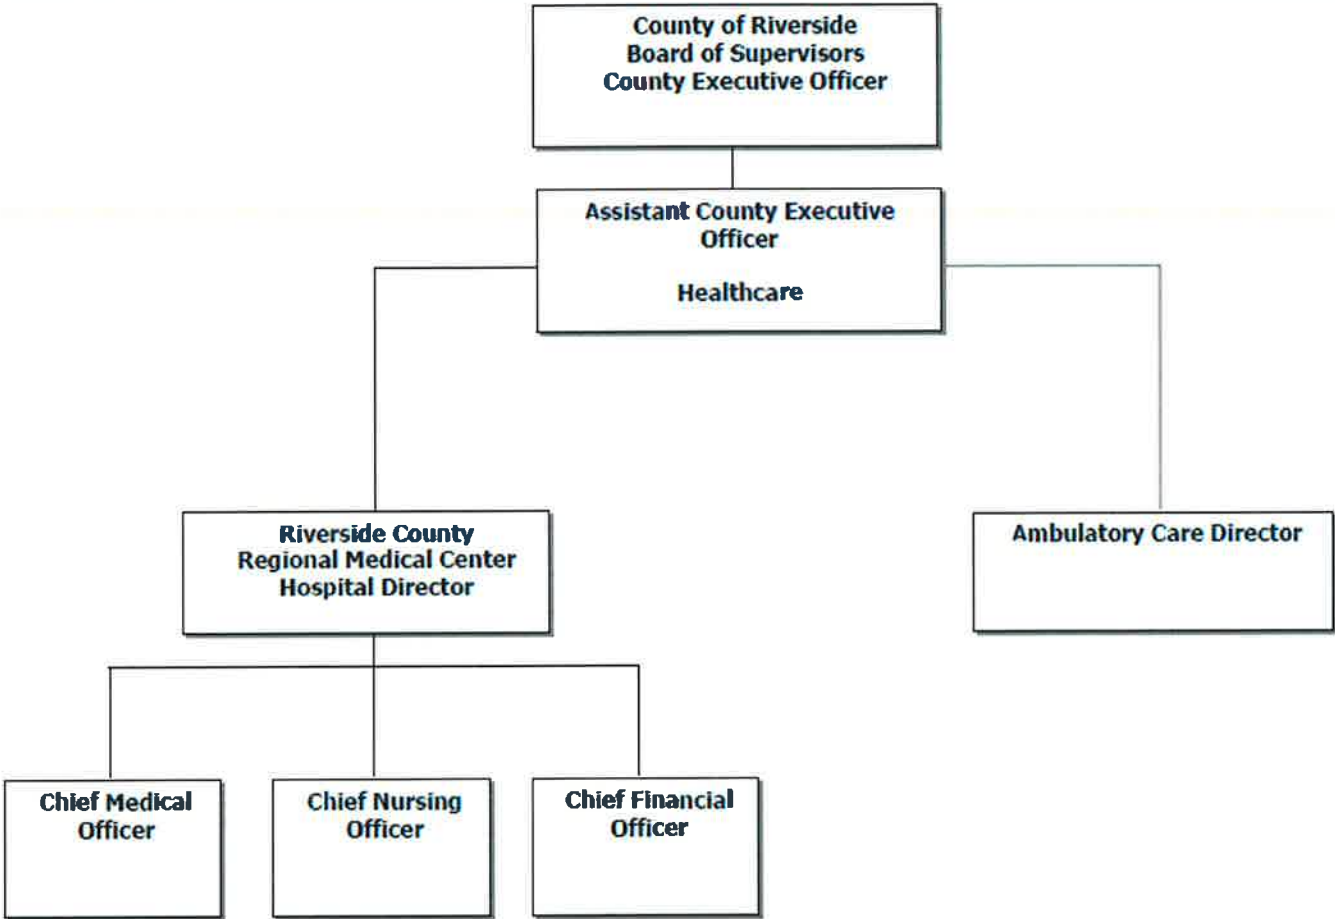 County of Riverside
Board of Supervisors
County Executive Officer
Assistant County Executive
Officer
Healthcare
Riverside County
Regional Medical Center
Hospital Director
Ambulatory Care Director
Chief Medical
Officer
Chief Nursing
Officer
Chief Financial
Officer